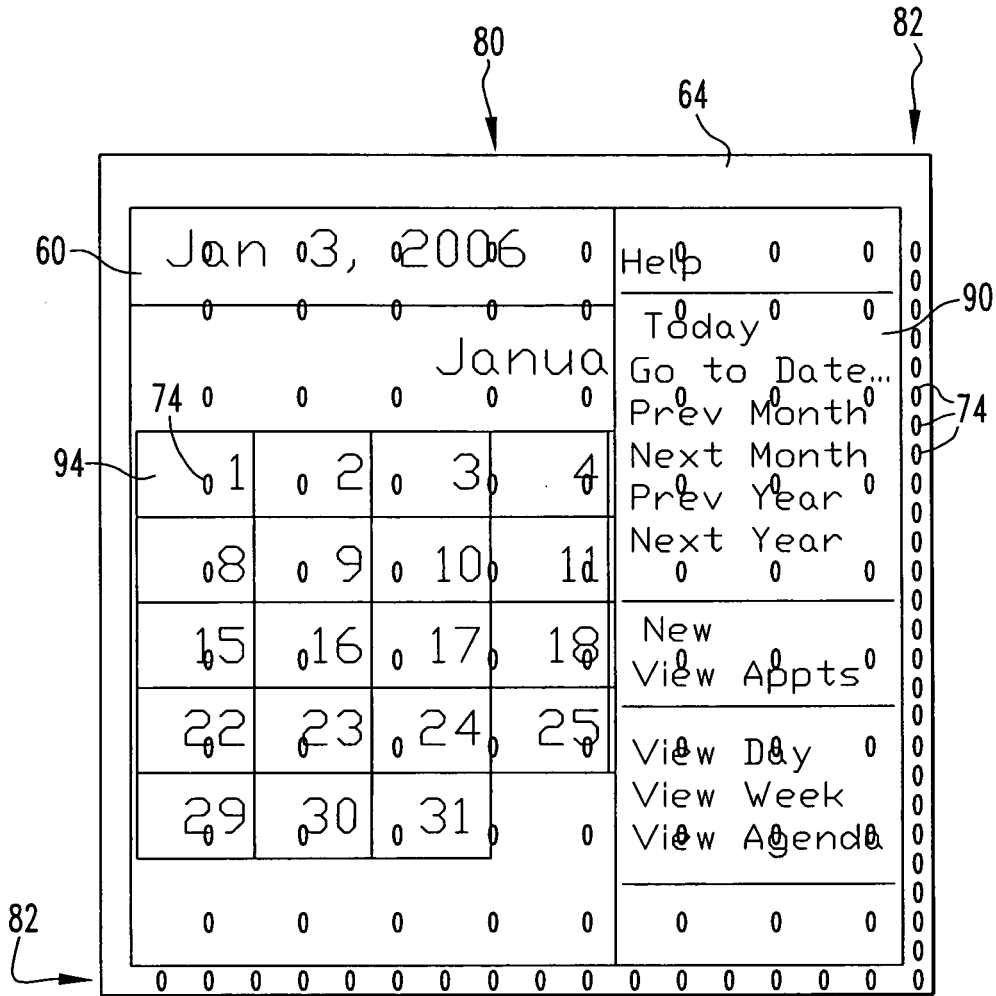 82
80
64
60
Jan 3, 2006
Help
90
Today
Janua
Go to Date...
74
Prev Month
74
94
1 2 3 4
Next Month
Prev Year
8 9 10 11
Next Year
15 16 17 18
New
View Appts
22 23 24 25
View Day
View Week
29 30 31
View Agenda
82